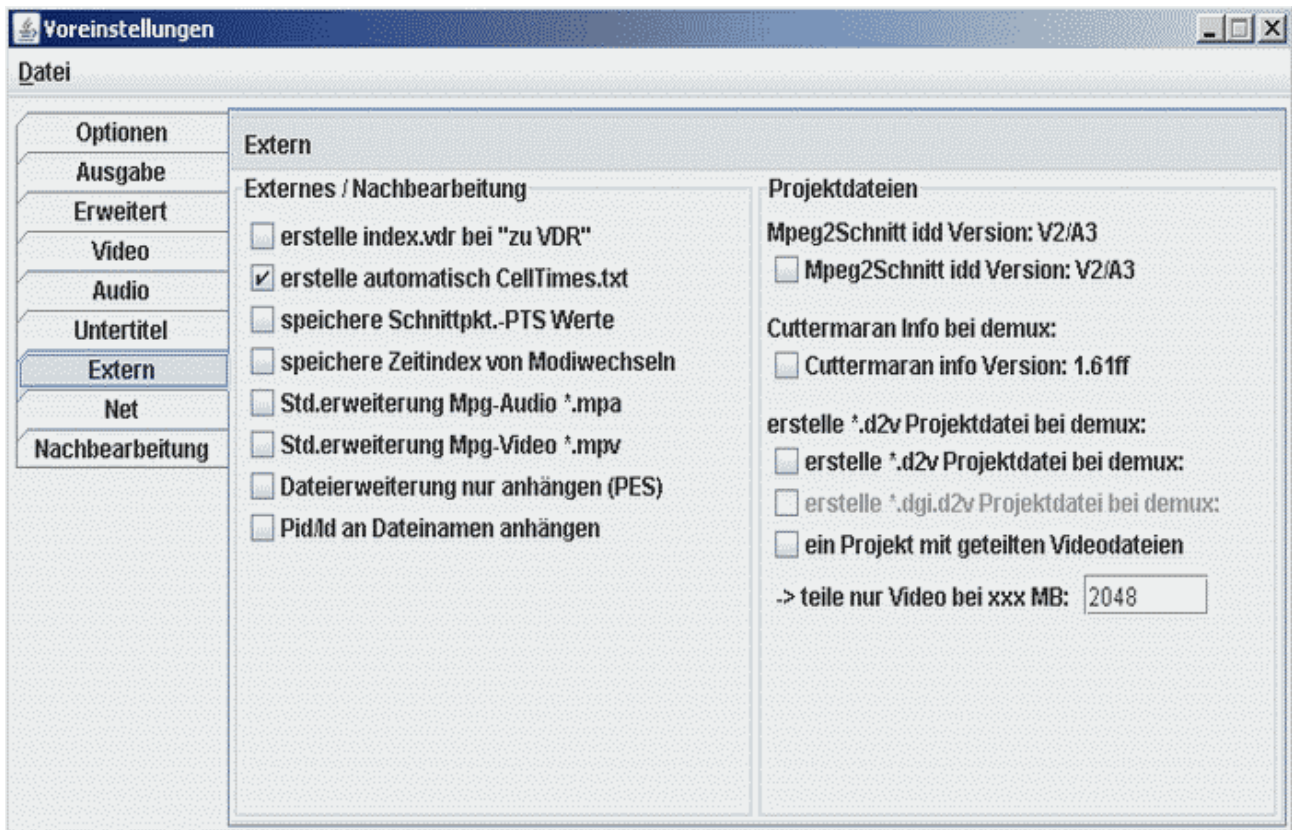 Voreinstellungen
Datei
Optionen
Ausgabe
Erweitert
Video
Audio
Untertitel
Extern
Net
Nachbearbeitung
Extern
Externes / Nachbearbeitung
erstelle index.vdr bei "zu VDR"
erstelle automatisch CellTimes.txt
speichere Schnittpkt.-PTS Werte
speichere Zeitindex von Modiwechseln
Std.erweiterung Mpg-Audio *.mpa
Std.erweiterung Mpg-Video *.mpv
Dateierweiterung nur anhängen (PES)
Pid/Id an Dateinamen anhängen
Projektdateien
Mpeg2Schnitt idd Version: V2/A3
Mpeg2Schnitt idd Version: V2/A3
Cuttermaran Info bei demux:
Cuttermaran info Version: 1.61ff
erstelle *.d2v Projektdatei bei demux:
erstelle *.d2v Projektdatei bei demux:
erstelle *.dgi.d2v Projektdatei bei demux:
ein Projekt mit geteilten Videodateien
-> teile nur Video bei xxx MB: 2048